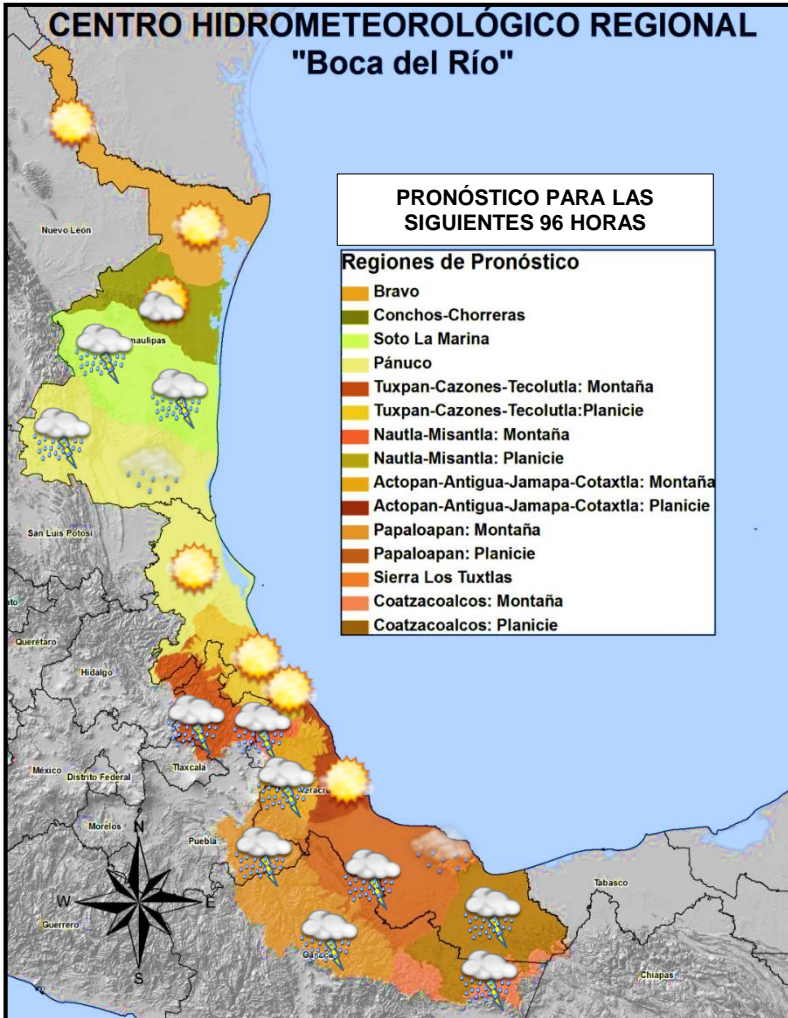 CENTRO HIDROMETEOROLÓGICO REGIONAL
"Boca del Río"
PRONÓSTICO PARA LAS
SIGUIENTES 96 HORAS
Regiones de Pronóstico
Bravo
Conchos-Chorreras
Soto La Marina
Pánuco
Tuxpan-Cazones-Tecolutla: Montaña
Tuxpan-Cazones-Tecolutla:Planicie
Nautla-Misantla: Montaña
Nautla-Misantla: Planicie
Actopan-Antigua-Jamapa-Cotaxtla: Montaña
Actopan-Antigua-Jamapa-Cotaxtla: Planicie
Papaloapan: Montaña
Papaloapan: Planicie
Sierra Los Tuxtlas
Coatzacoalcos: Montaña
Coatzacoalcos: Planicie
Nuevo León
maulipas
San Luis Potosí
Querétaro
Hidalgo
México
Distrito Federal
Tlaxcala
Morelos
Puebla
Guerrero
Oaxaca
Tabasco
Chiapas
N
W
E
S